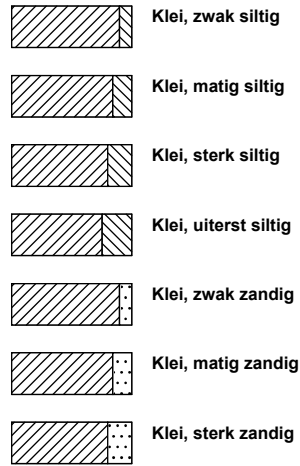 Klei, zwak siltig
Klei, matig siltig
Klei, sterk siltig
Klei, uiterst siltig
Klei, zwak zandig
Klei, matig zandig
Klei, sterk zandig